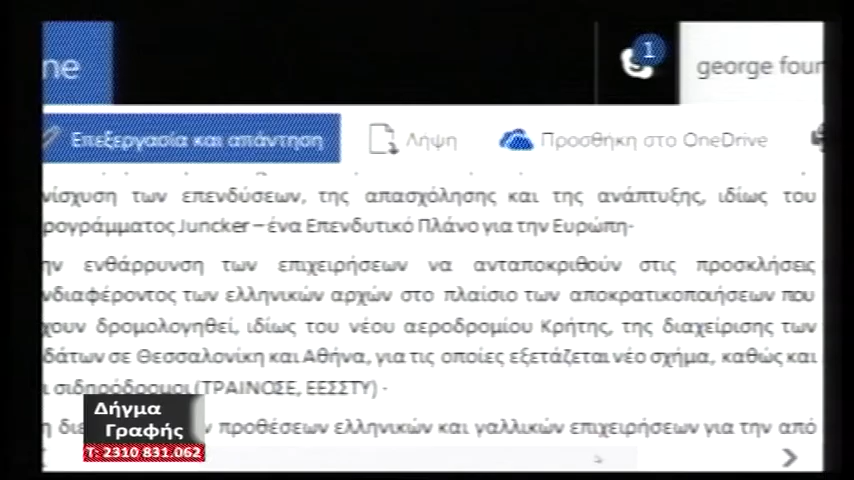 ne
1
george four
Επεξεργασία και απάντηση
Λήψη
Προσθήκη στο OneDrive
νίσχυση των επενδύσεων, της απασχόλησης και της ανάπτυξης, ιδίως του
ρογράμματος Juncker – ένα Επενδυτικό Πλάνο για την Ευρώπη-
ην ενθάρρυνση των επιχειρήσεων να ανταποκριθούν στις προσκλήσεις
νδιαφέροντος των ελληνικών αρχών στο πλαίσιο των αποκρατικοποιήσεων που
χουν δρομολογηθεί, ιδίως του νέου αεροδρομίου Κρήτης, της διαχείρισης των
δάτων σε Θεσσαλονίκη και Αθήνα, για τις οποίες εξετάζεται νέο σχήμα, καθώς και
ι σιδηρόδρομοι (ΤΡΑΙΝΟΣΕ, ΕΕΣΣΤΥ) -
η διε ν προθέσεων ελληνικών και γαλλικών επιχειρήσεων για την από
Δήγμα
Γραφής
Τ: 2310 831.062